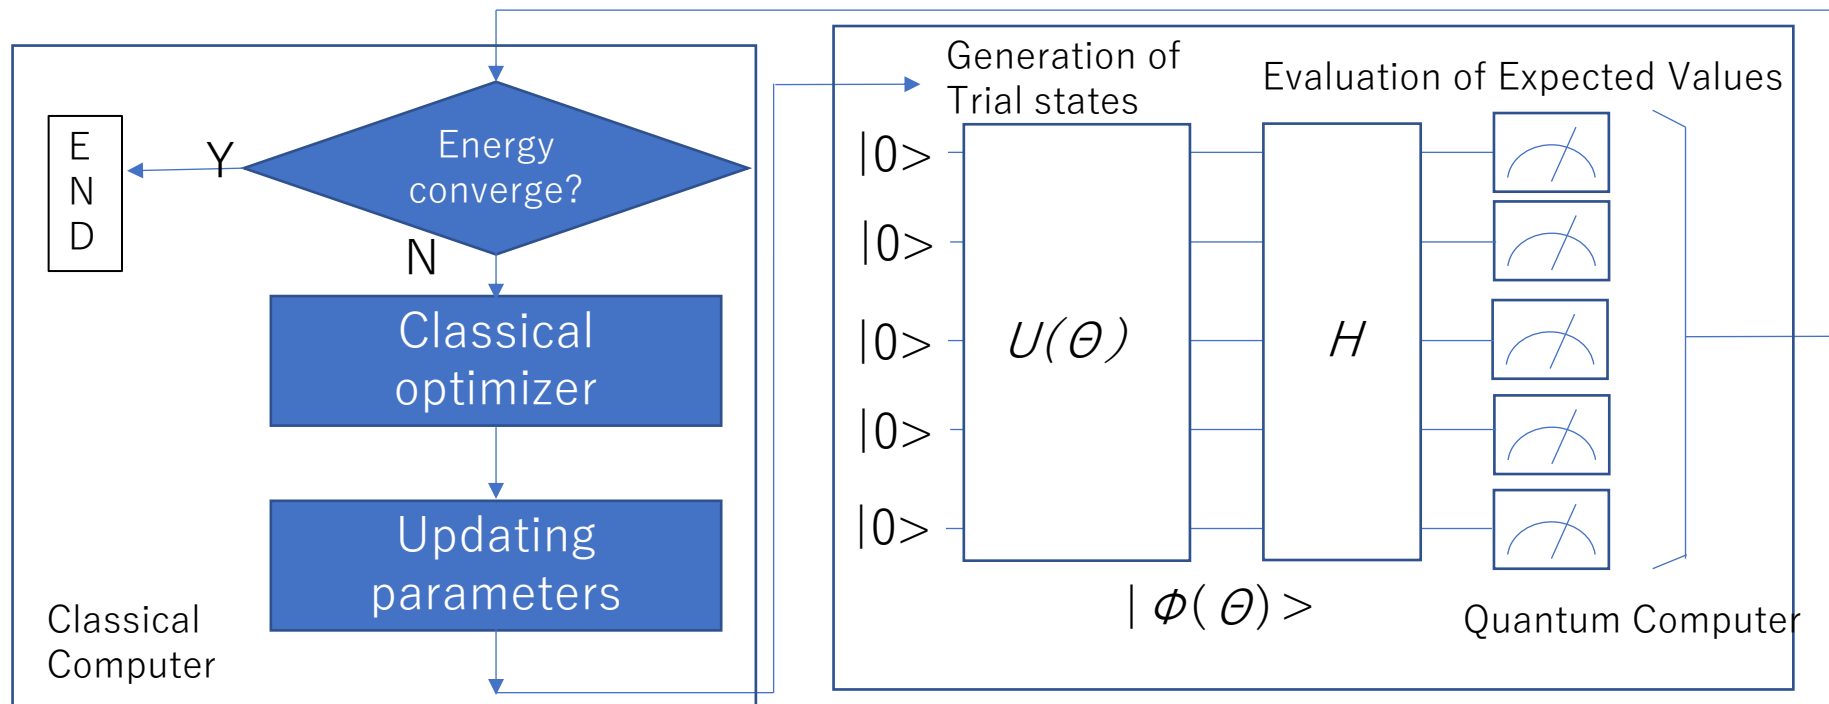 Energy
converge?
Y
E
N
D
N
Classical
optimizer
Updating
parameters
Classical
Computer
Generation of
Trial states
Evaluation of Expected Values
|0>
|0>
|0>
|0>
|0>
U(Θ)
H
|Φ(Θ)>
Quantum Computer